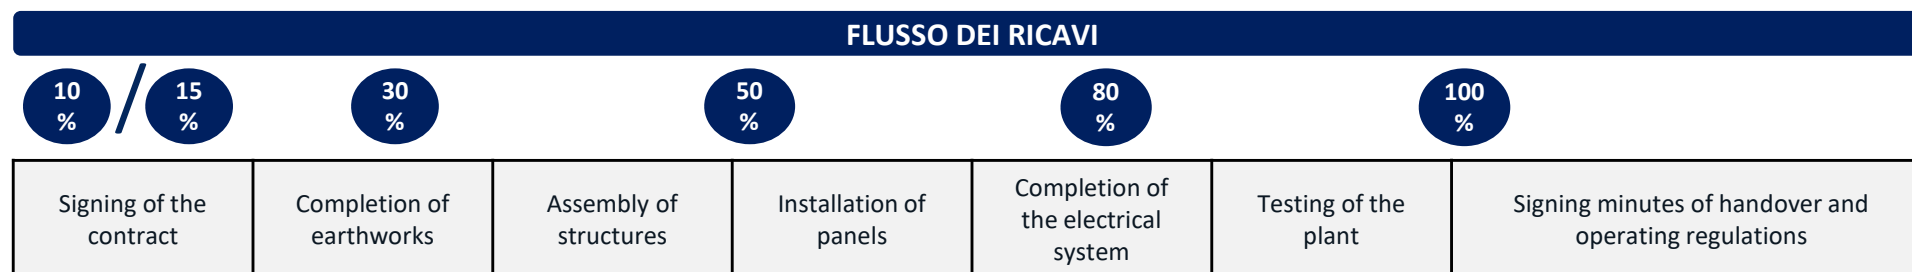 FLUSSO DEI RICAVI
10
%
/
15
%
30
%
50
%
80
%
100
%
Signing of the
contract
Completion of
earthworks
Assembly of
structures
Installation of
panels
Completion of
the electrical
system
Testing of the
plant
Signing minutes of handover and
operating regulations